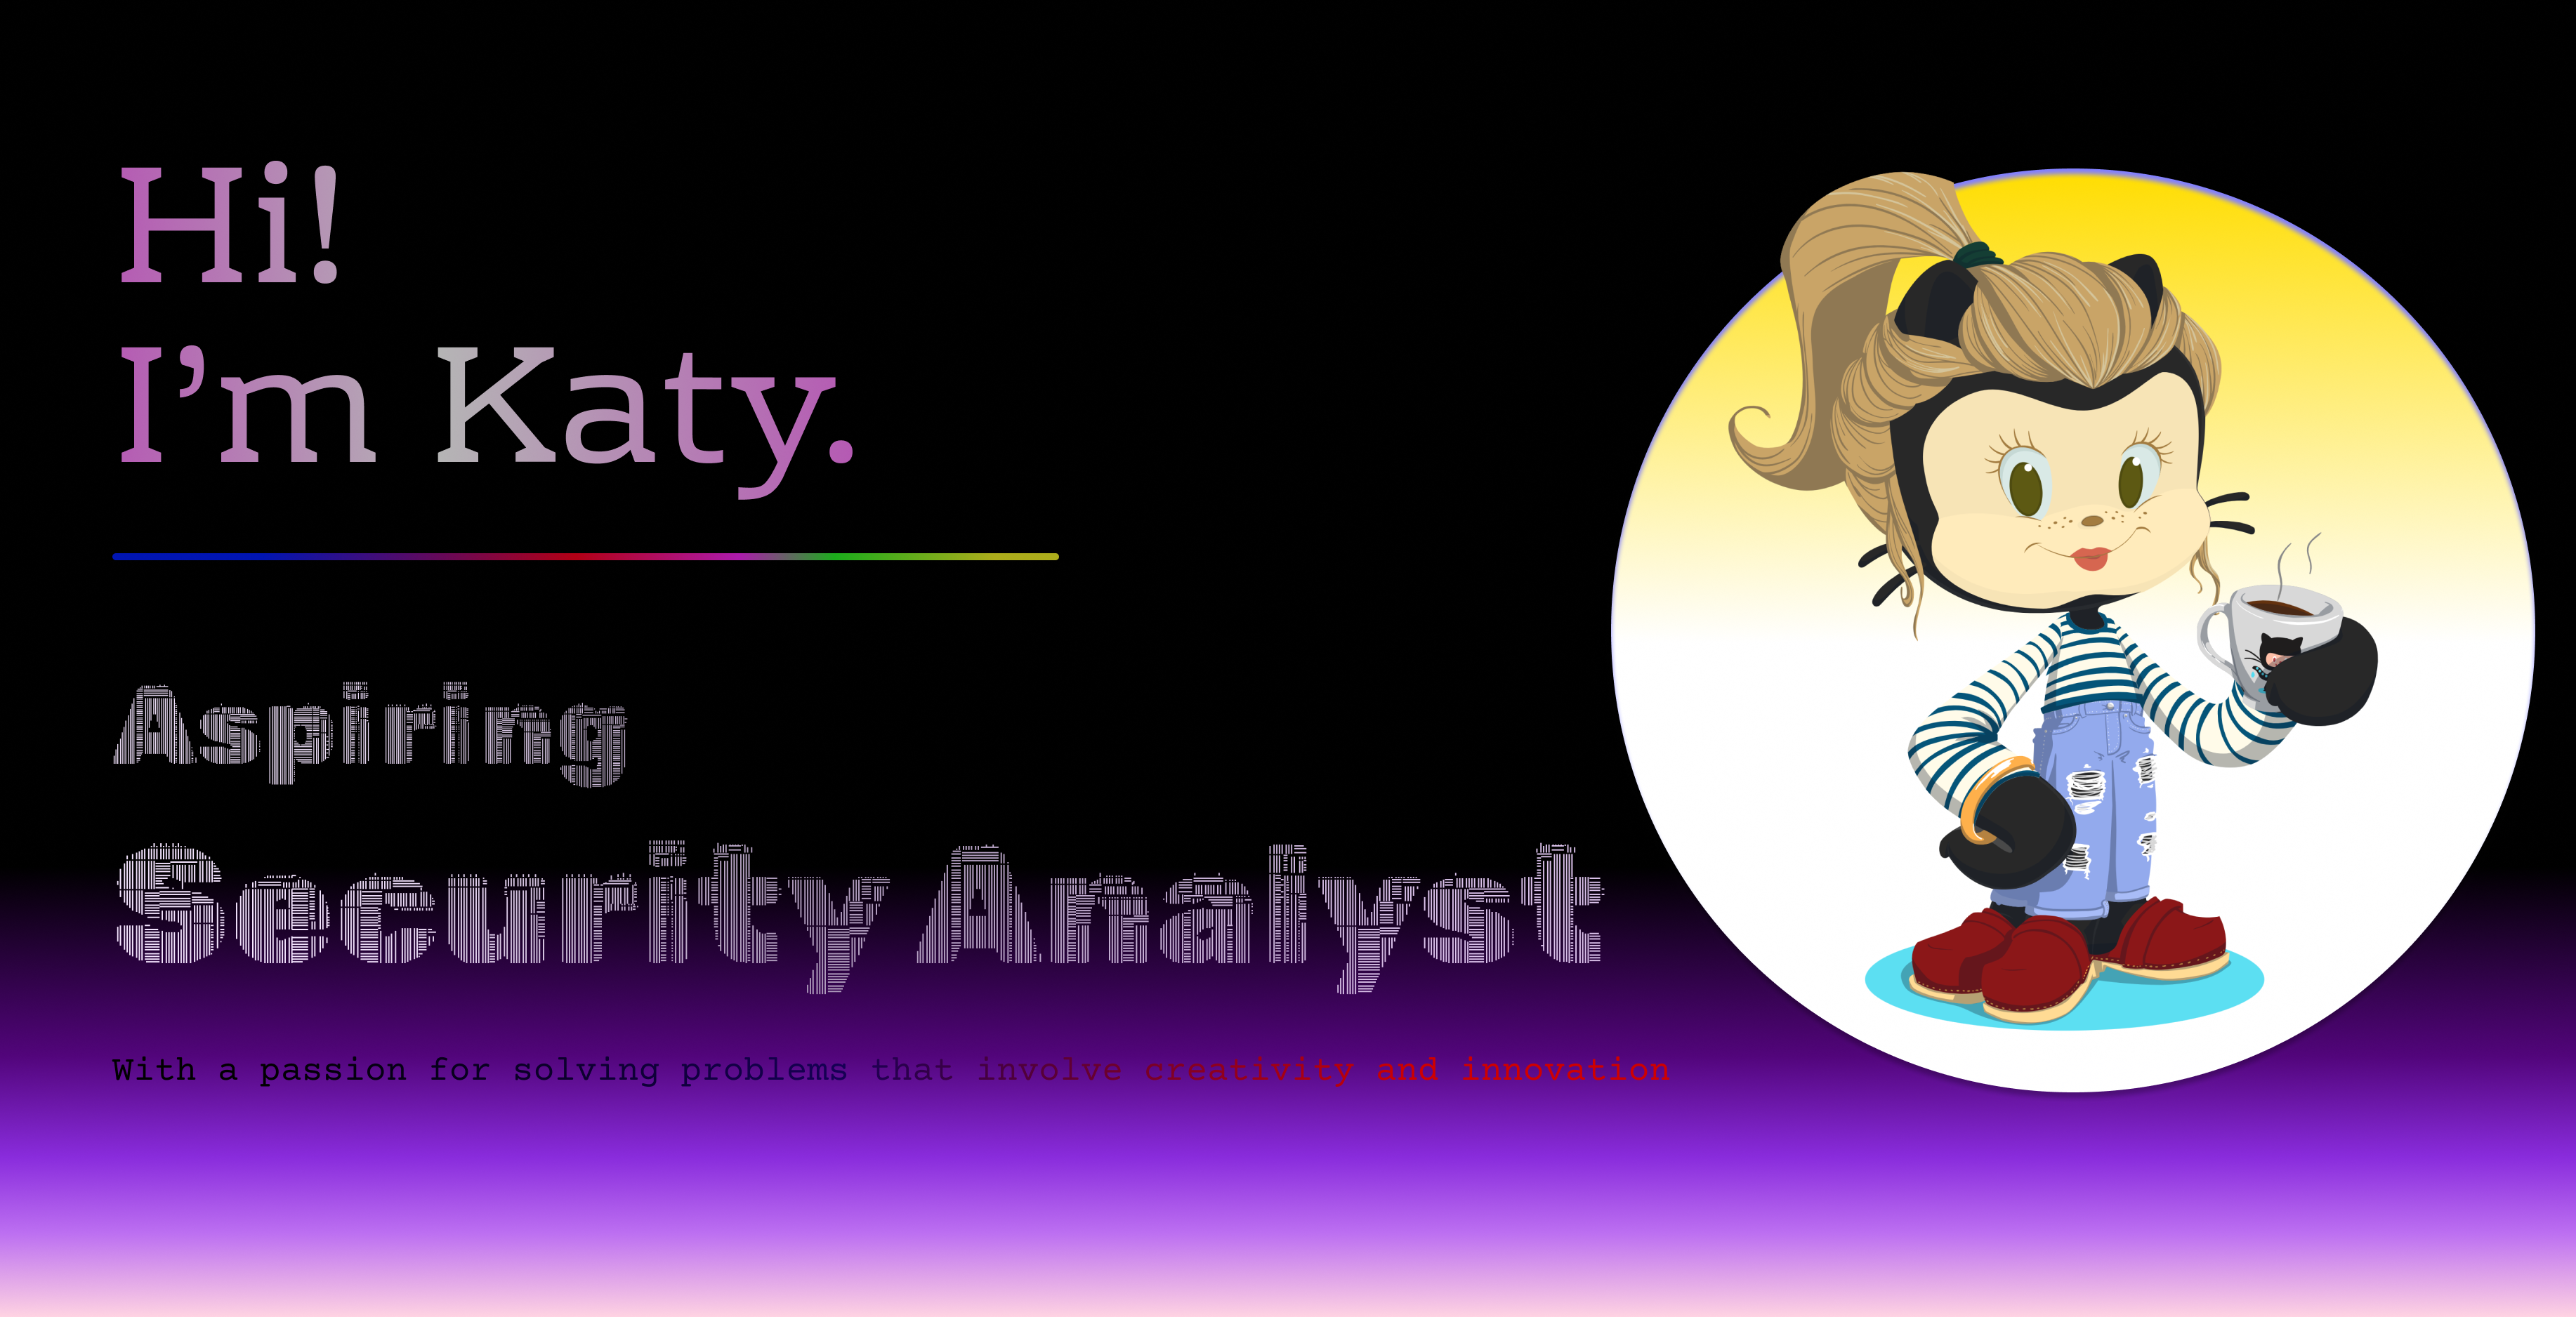 Hi!
I’m Katy.
Aspiring
Security Analyst
With a passion for solving problems that involve creativity and innovation